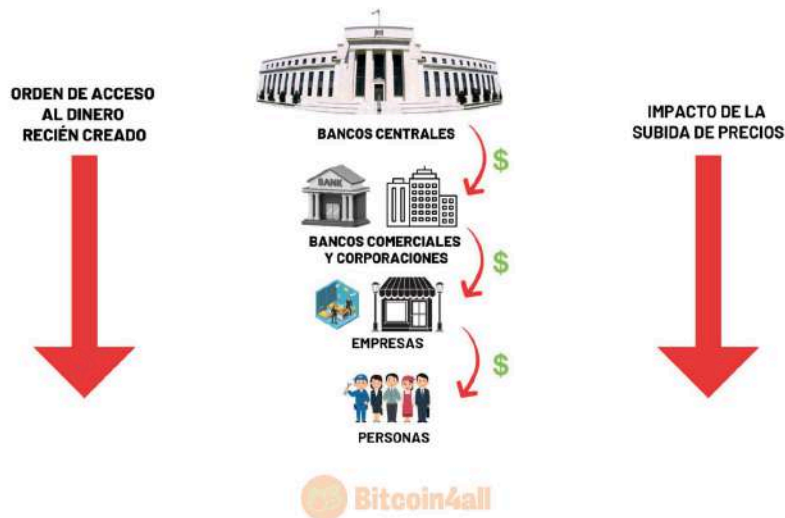 ORDEN DE ACCESO
AL DINERO
RECIÉN CREADO
BANCOS CENTRALES
$
IMPACTO DE LA
SUBIDA DE PRECIOS
BANK
BANCOS COMERCIALES
Y CORPORACIONES
$
EMPRESAS
$
PERSONAS
Bitcoin4all